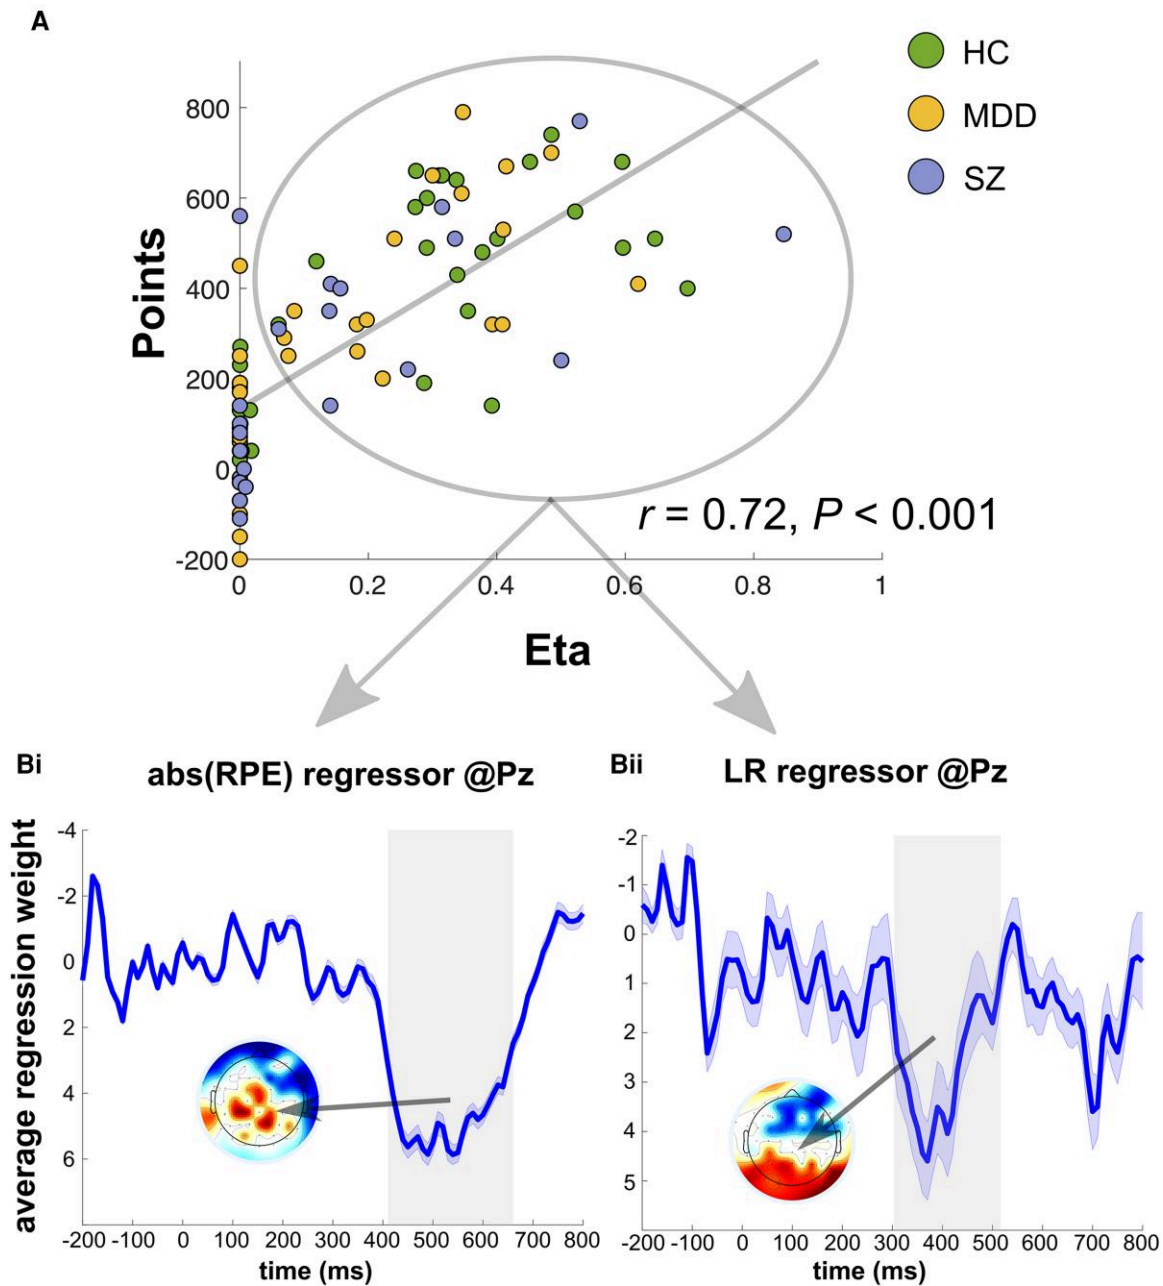 A
HC
MDD
SZ
Points
800
600
400
200
0
-200
0 0.2 0.4 0.6 0.8 1
r = 0.72, P < 0.001
Eta
Bi
abs(RPE) regressor @Pz
average regression weight
-4
-2
0
2
4
6
-200 -100 0 100 200 300 400 500 600 700 800
time (ms)
Bii
LR regressor @Pz
-2
-1
0
1
2
3
4
5
-200 -100 0 100 200 300 400 500 600 700 800
time (ms)